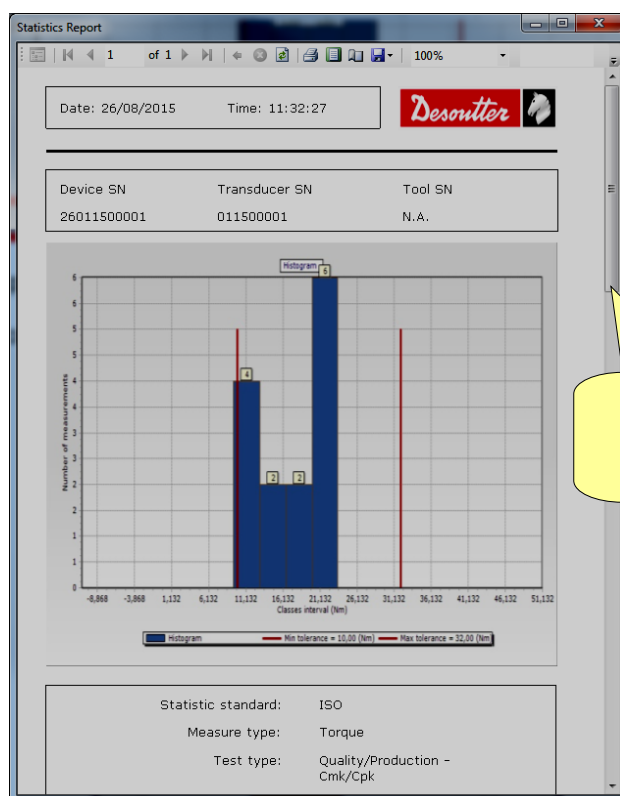 Statistics Report
1 of 1 100%
Date: 26/08/2015 Time: 11:32:27
Desoutter
Device SN Transducer SN Tool SN
26011500001 011500001 N.A.
Histogram
6
4
2 2
Number of measurements
6
6
5
5
4
4
3
3
2
2
1
1
0
-8,868 -3,868 1,132 6,132 11,132 16,132 21,132 26,132 31,132 36,132 41,132 46,132 51,132
Classes interval (Nm)
Histogram Min tolerance = 10,00 (Nm) Max tolerance = 32,00 (Nm)
Statistic standard: ISO
Measure type: Torque
Test type: Quality/Production -
Cmk/Cpk